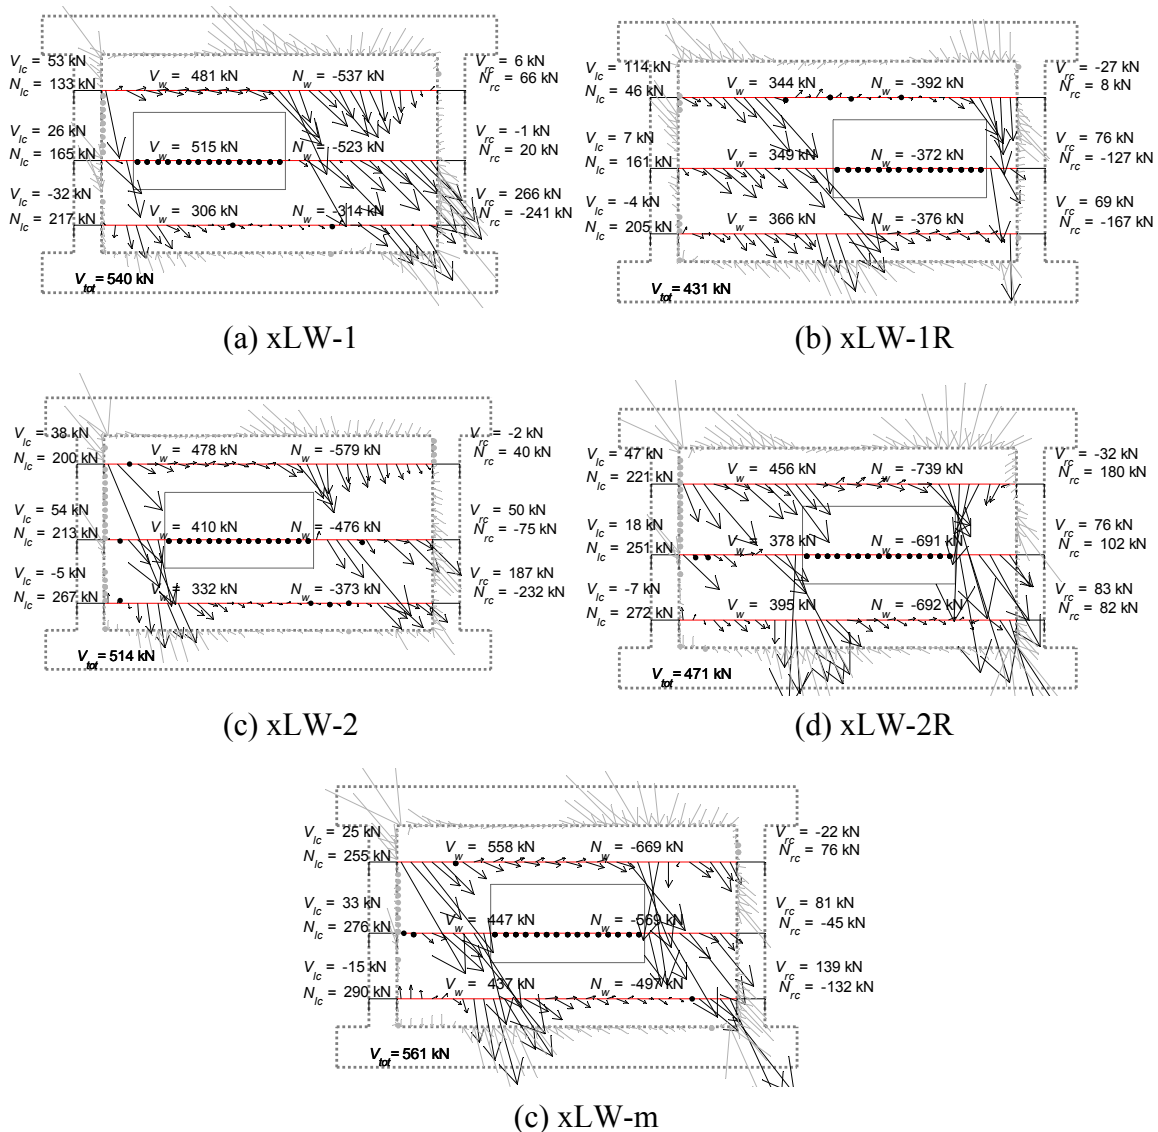 V_lc = 53 kN
N_lc = 133 kN
V_w = 481 kN N_w = -537 kN
V_rc = 6 kN
N_rc = 66 kN
V_lc = 26 kN
N_lc = 165 kN
V_w = 515 kN N_w = -523 kN
V_rc = -1 kN
N_rc = 20 kN
V_lc = -32 kN
N_lc = 217 kN
V_w = 306 kN N_w = -314 kN
V_rc = 266 kN
N_rc = -241 kN
V_tot = 540 kN
(a) xLW-1
V_lc = 114 kN
N_lc = 46 kN
V_w = 344 kN N_w = -392 kN
V_rc = -27 kN
N_rc = 8 kN
V_lc = 7 kN
N_lc = 161 kN
V_w = 349 kN N_w = -372 kN
V_rc = 76 kN
N_rc = -127 kN
V_lc = -4 kN
N_lc = 205 kN
V_w = 366 kN N_w = -376 kN
V_rc = 69 kN
N_rc = -167 kN
V_tot = 431 kN
(b) xLW-1R
V_lc = 38 kN
N_lc = 200 kN
V_w = 478 kN N_w = -579 kN
V_rc = -2 kN
N_rc = 40 kN
V_lc = 54 kN
N_lc = 213 kN
V_w = 410 kN N_w = -476 kN
V_rc = 50 kN
N_rc = -75 kN
V_lc = -5 kN
N_lc = 267 kN
V_w = 332 kN N_w = -373 kN
V_rc = 187 kN
N_rc = -232 kN
V_tot = 514 kN
(c) xLW-2
V_lc = 47 kN
N_lc = 221 kN
V_w = 456 kN N_w = -739 kN
V_rc = -32 kN
N_rc = 180 kN
V_lc = 18 kN
N_lc = 251 kN
V_w = 378 kN N_w = -691 kN
V_rc = 76 kN
N_rc = 102 kN
V_lc = -7 kN
N_lc = 272 kN
V_w = 395 kN N_w = -692 kN
V_rc = 83 kN
N_rc = 82 kN
V_tot = 471 kN
(d) xLW-2R
V_lc = 25 kN
N_lc = 255 kN
V_w = 558 kN N_w = -669 kN
V_rc = -22 kN
N_rc = 76 kN
V_lc = 33 kN
N_lc = 276 kN
V_w = 447 kN N_w = -569 kN
V_rc = 81 kN
N_rc = -45 kN
V_lc = -15 kN
N_lc = 290 kN
V_w = 437 kN N_w = -497 kN
V_rc = 139 kN
N_rc = -132 kN
V_tot = 561 kN
(c) xLW-m